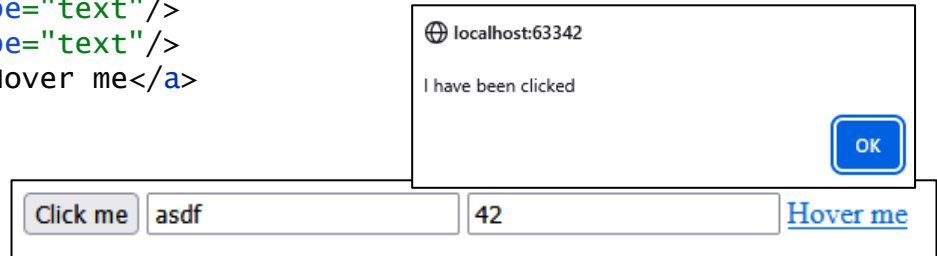 pe="text"/>
pe="text"/>
Hover me</a>
localhost:63342
I have been clicked
OK
Click me asdf 42 Hover me